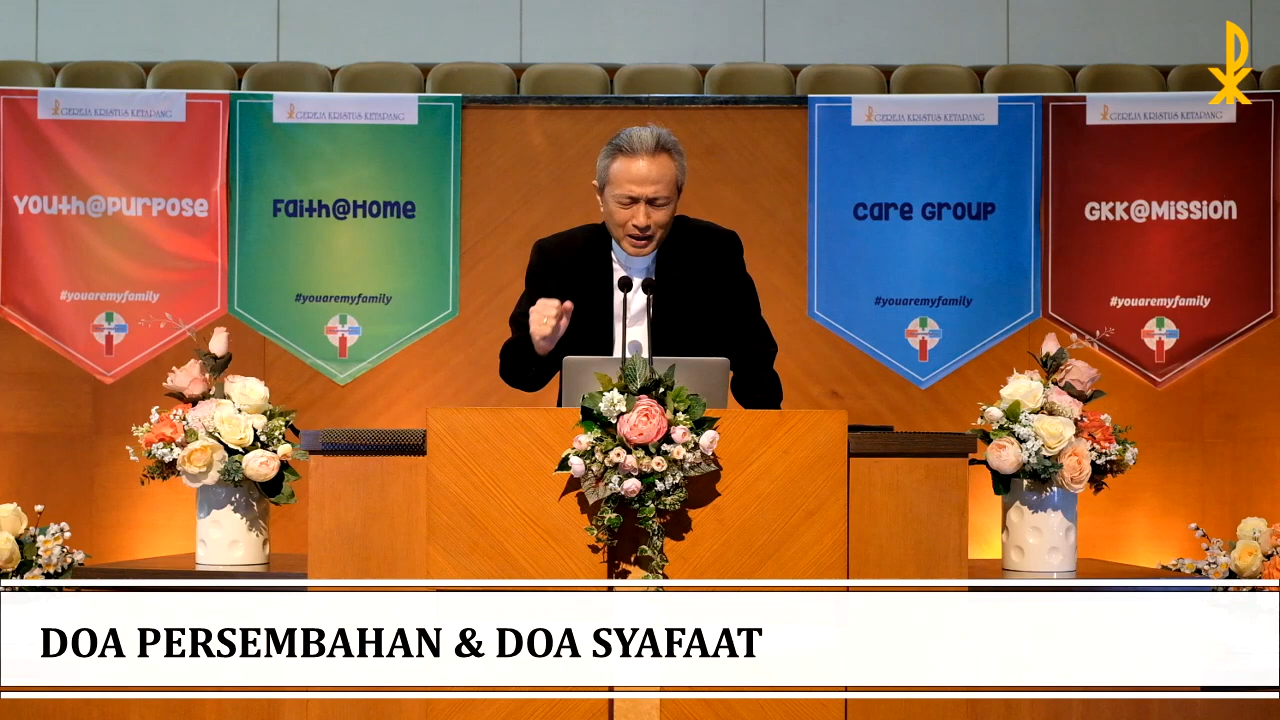 GEREJA KRISTUS KETAPANG
Youth@Purpose
#youaremyfamily
GEREJA KRISTUS KETAPANG
Faith@Home
#youaremyfamily
GEREJA KRISTUS KETAPANG
Care Group
#youaremyfamily
GEREJA KRISTUS KETAPANG
GKK@Mission
#youaremyfamily
DOA PERSEMBAHAN & DOA SYAFAAT